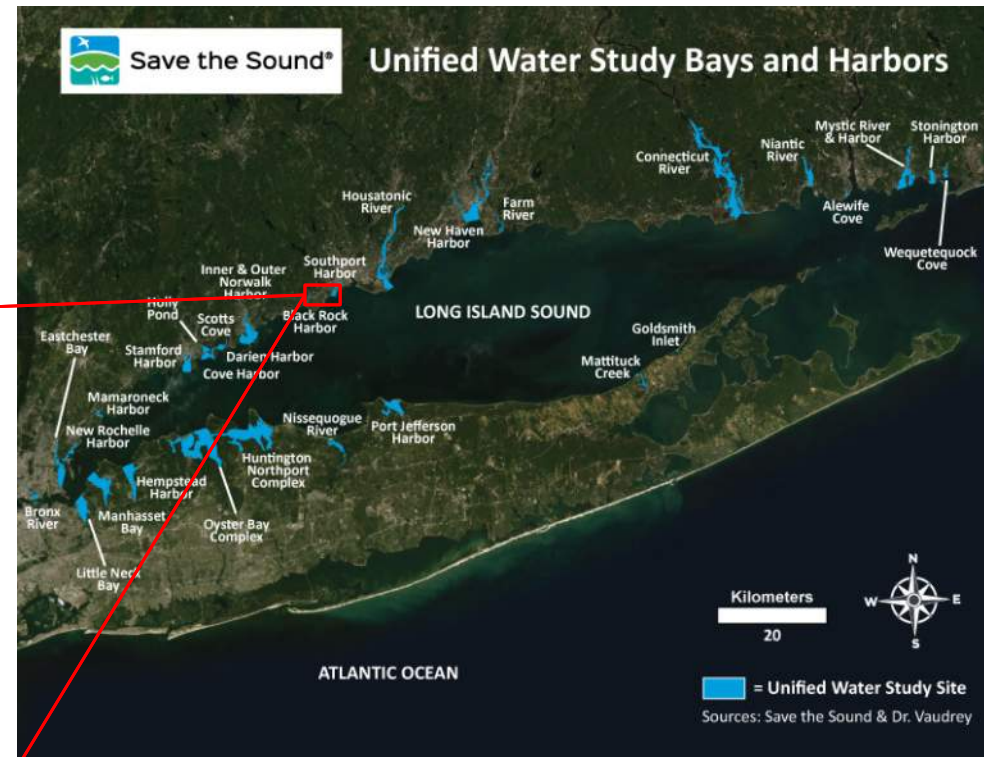 Save the Sound®
Unified Water Study Bays and Harbors
Mystic River
& Harbor
Stonington
Harbor
Niantic
River
Connecticut
River
Housatonic
River
Farm
River
Alewife
Cove
New Haven
Harbor
Wequetequock
Cove
Southport
Harbor
Inner & Outer
Norwalk
Harbor
Holly
Pond
Black Rock
Harbor
LONG ISLAND SOUND
Scotts
Cove
Goldsmith
Inlet
Eastchester
Bay
Stamford
Harbor
Darien Harbor
Cove Harbor
Mattituck
Creek
Mamaroneck
Harbor
Nissequogue
River
Port Jefferson
Harbor
New Rochelle
Harbor
Huntington
Northport
Complex
Hempstead
Harbor
Bronx
River
Manhasset
Bay
Oyster Bay
Complex
Little Neck
Bay
N
W
E
S
Kilometers
20
ATLANTIC OCEAN
= Unified Water Study Site
Sources: Save the Sound & Dr. Vaudrey